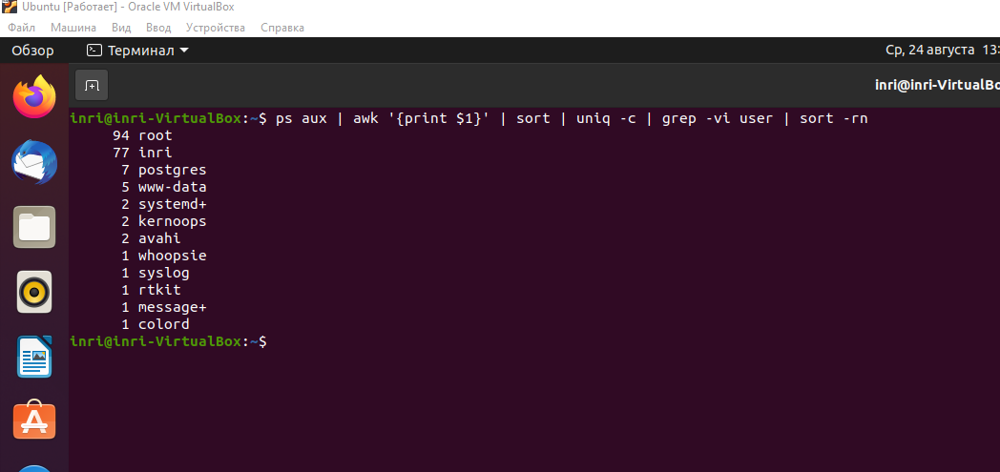 Ubuntu [Работает] - Oracle VM VirtualBox
Файл Машина Вид Ввод Устройства Справка
Обзор Терминал Ср, 24 августа 13:
inri@inri-VirtualBo
inri@inri-VirtualBox:~$ ps aux | awk '{print $1}' | sort | uniq -c | grep -vi user | sort -rn
94 root
77 inri
7 postgres
5 www-data
2 systemd+
2 kernoops
2 avahi
1 whoopsie
1 syslog
1 rtkit
1 message+
1 colord
inri@inri-VirtualBox:~$